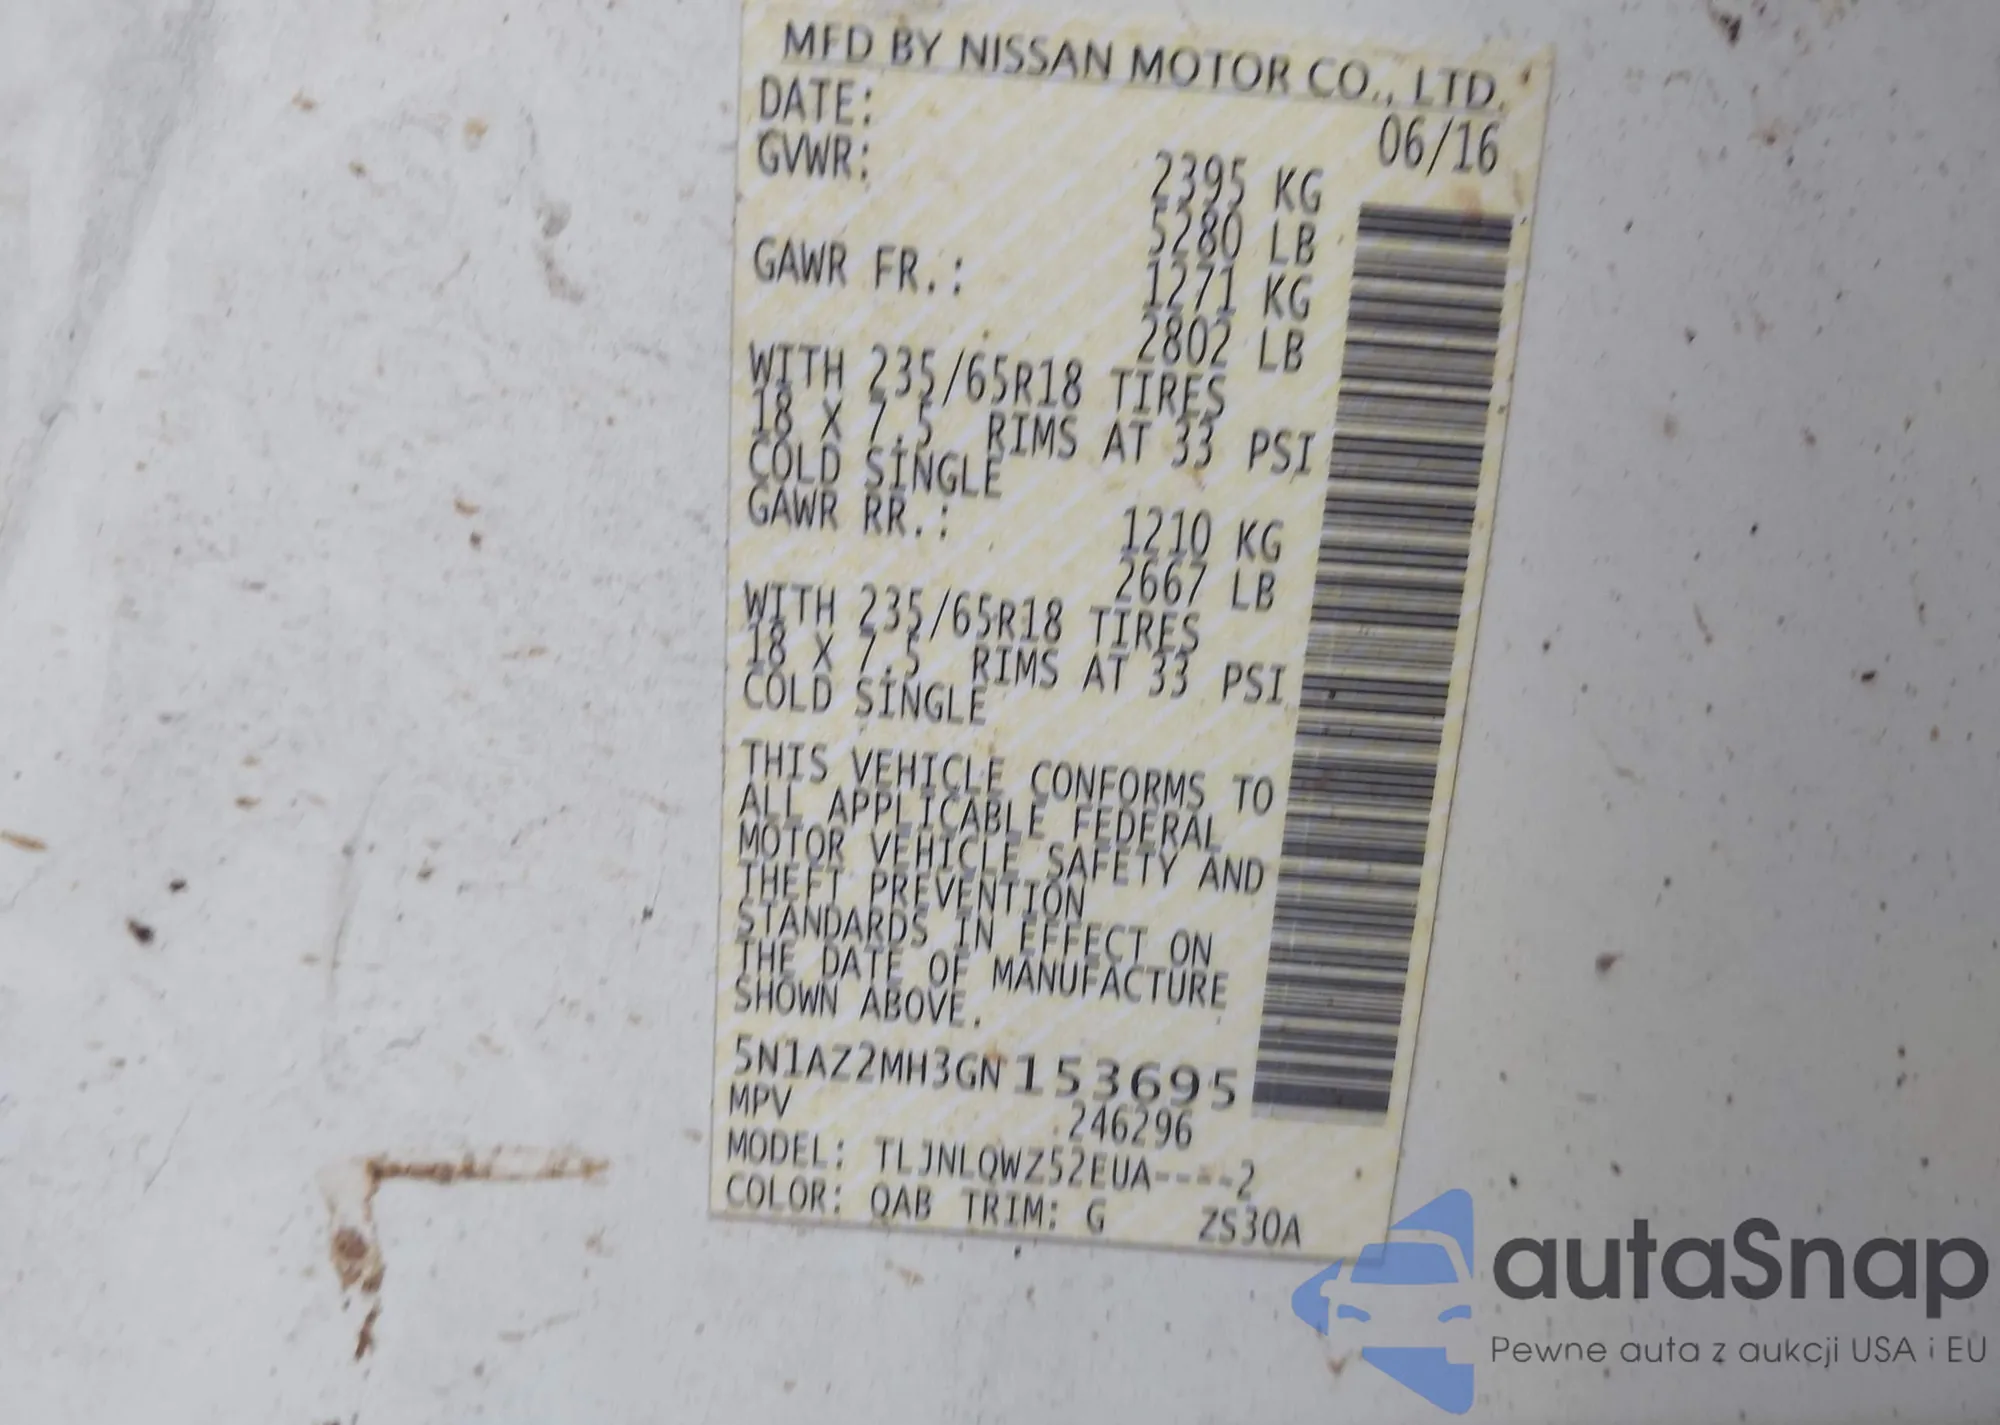 MFD BY NISSAN MOTOR CO., LTD.
DATE: 06/16
GVWR: 2395 KG
5280 LB
GAWR FR.: 1271 KG
2802 LB
WITH 235/65R18 TIRES
18 X 7.5 RIMS AT 33 PSI
COLD SINGLE
GAWR RR.: 1210 KG
2667 LB
WITH 235/65R18 TIRES
18 X 7.5 RIMS AT 33 PSI
COLD SINGLE
THIS VEHICLE CONFORMS TO
ALL APPLICABLE FEDERAL
MOTOR VEHICLE SAFETY AND
THEFT PREVENTION
STANDARDS IN EFFECT ON
THE DATE OF MANUFACTURE
SHOWN ABOVE.
5N1AZ2MH3GN153695
MPV 246296
MODEL: TLJNLQWZ52EUA----2
COLOR: QAB TRIM: G ZS30A
autaSnap
Pewne auta z aukcji USA i EU